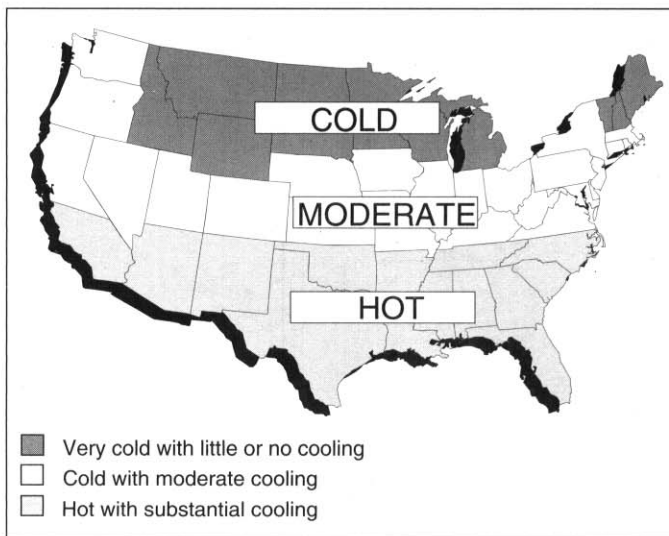 COLD
MODERATE
HOT
Very cold with little or no cooling
Cold with moderate cooling
Hot with substantial cooling